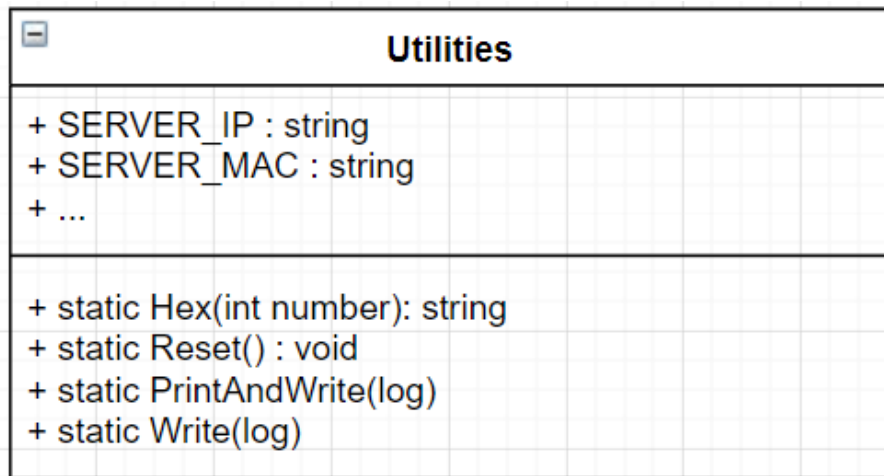 Utilities
+ SERVER_IP : string
+ SERVER_MAC : string
+ ...
+ static Hex(int number): string
+ static Reset() : void
+ static PrintAndWrite(log)
+ static Write(log)